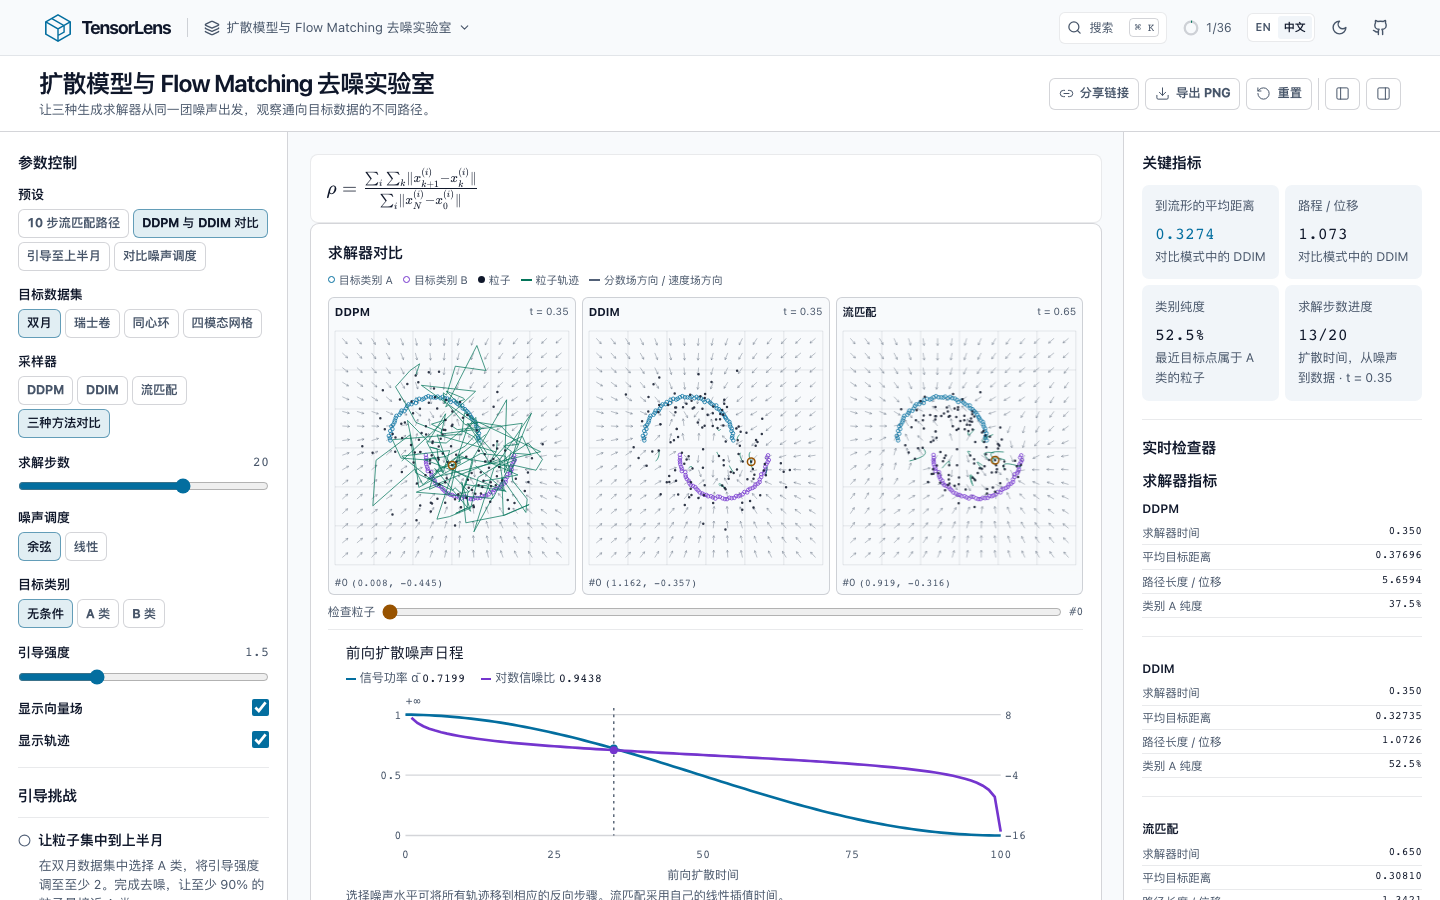 TensorLens
扩散模型与 Flow Matching 去噪实验室
搜索 ⌘ K
1/36
EN 中文
扩散模型与 Flow Matching 去噪实验室
让三种生成求解器从同一团噪声出发，观察通向目标数据的不同路径。
分享链接
导出 PNG
重置
参数控制
预设
10 步流匹配路径
DDPM 与 DDIM 对比
引导至上半月
对比噪声调度
目标数据集
双月
瑞士卷
同心环
四模态网格
采样器
DDPM
DDIM
流匹配
三种方法对比
求解步数 20
噪声调度
余弦
线性
目标类别
无条件
A 类
B 类
引导强度 1.5
显示向量场
显示轨迹
引导挑战
让粒子集中到上半月
在双月数据集中选择 A 类，将引导强度
调至至少 2。完成去噪，让至少 90% 的
ρ = ∑i ∑k‖x(i)k+1−x(i)k‖ / ∑i‖x(i)N−x(i)0‖
求解器对比
目标类别 A 目标类别 B 粒子 粒子轨迹 分数场方向 / 速度场方向
DDPM t = 0.35
#0 (0.008, −0.445)
DDIM t = 0.35
#0 (1.162, −0.357)
流匹配 t = 0.65
#0 (0.919, −0.316)
检查粒子 #0
前向扩散噪声日程
信号功率 ᾱ 0.7199 对数信噪比 0.9438
+∞
1
0.5
0
8
−4
−16
0 25 50 75 100
前向扩散时间
选择噪声水平可将所有轨迹移到相应的反向步骤。流匹配采用自己的线性插值时间。
关键指标
到流形的平均距离
0.3274
对比模式中的 DDIM
路程 / 位移
1.073
对比模式中的 DDIM
类别纯度
52.5%
最近目标点属于 A
类的粒子
求解步数进度
13/20
扩散时间，从噪声
到数据 · t = 0.35
实时检查器
求解器指标
DDPM
求解器时间 0.350
平均目标距离 0.37696
路径长度 / 位移 5.6594
类别 A 纯度 37.5%
DDIM
求解器时间 0.350
平均目标距离 0.32735
路径长度 / 位移 1.0726
类别 A 纯度 52.5%
流匹配
求解器时间 0.650
平均目标距离 0.30810
路径长度 / 位移 1.3421